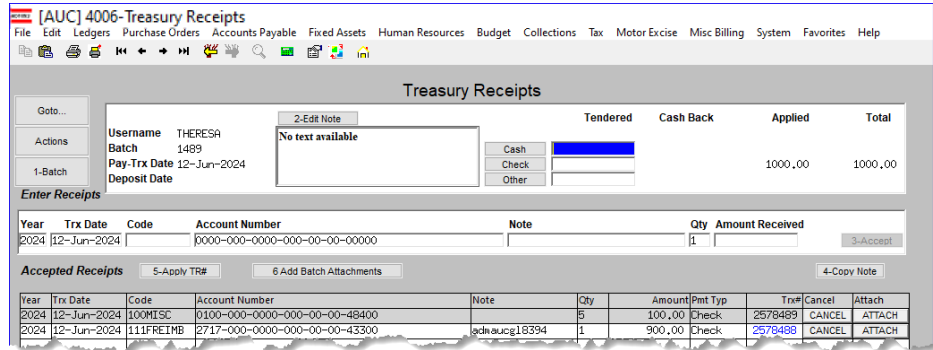 [AUC] 4006-Treasury Receipts
File Edit Ledgers Purchase Orders Accounts Payable Fixed Assets Human Resources Budget Collections Tax Motor Excise Misc Billing System Favorites Help
Treasury Receipts
Goto...
Actions
1-Batch
Username THERESA
Batch 1489
Pay-Trx Date 12-Jun-2024
Deposit Date
2-Edit Note
No text available
Tendered Cash Back Applied Total
Cash
Check 1000.00 1000.00
Other
Enter Receipts
Year Trx Date Code Account Number Note Qty Amount Received
2024 12-Jun-2024 0000-000-0000-000-00-00-00000 1 3-Accept
Accepted Receipts 5-Apply TR# 6 Add Batch Attachments 4-Copy Note
Year Trx Date Code Account Number Note Qty Amount Pmt Typ Trx# Cancel Attach
2024 12-Jun-2024 100MISC 0100-000-0000-000-00-00-48400 5 100.00 Check 2578489 CANCEL ATTACH
2024 12-Jun-2024 111FREIMB 2717-000-0000-000-00-00-43300 admaucgl8394 1 900.00 Check 2578488 CANCEL ATTACH